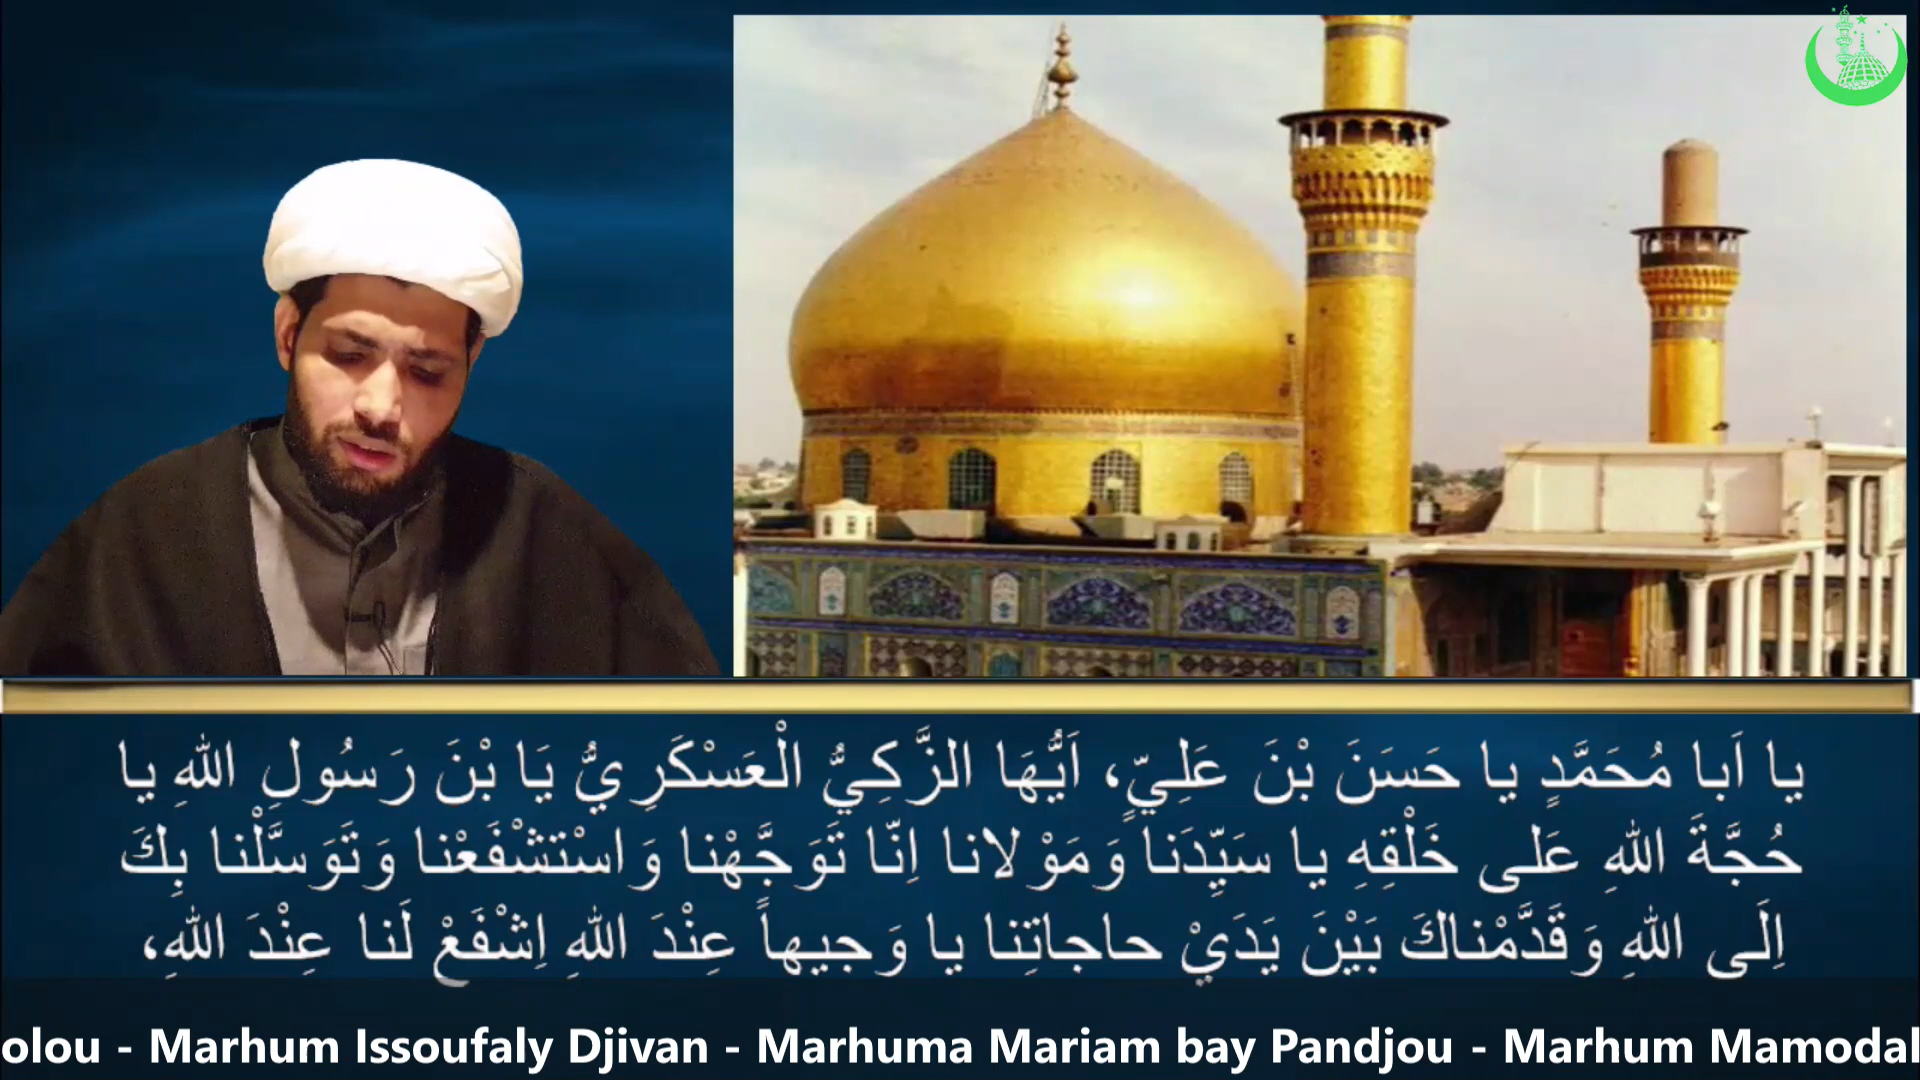 يا اَبا مُحَمَّدٍ يا حَسَنَ بْنَ عَلِيّ‌ٍ، اَيُّهَا الزَّكِيُّ الْعَسْكَرِيُّ يَا بْنَ رَسُولِ اللهِ يا
حُجَّةَ اللهِ عَلى خَلْقِهِ يا سَيِّدَنا وَمَوْلانا اِنّا تَوَجَّهْنا وَاسْتشْفَعْنا وَتَوَسَّلْنا بِكَ
اِلَى اللهِ وَقَدَّمْناكَ بَيْنَ يَدَيْ حاجاتِنا يا وَجيهاً عِنْدَ اللهِ اِشْفَعْ لَنا عِنْدَ اللهِ،
olou - Marhum Issoufaly Djivan - Marhuma Mariam bay Pandjou - Marhum Mamodal